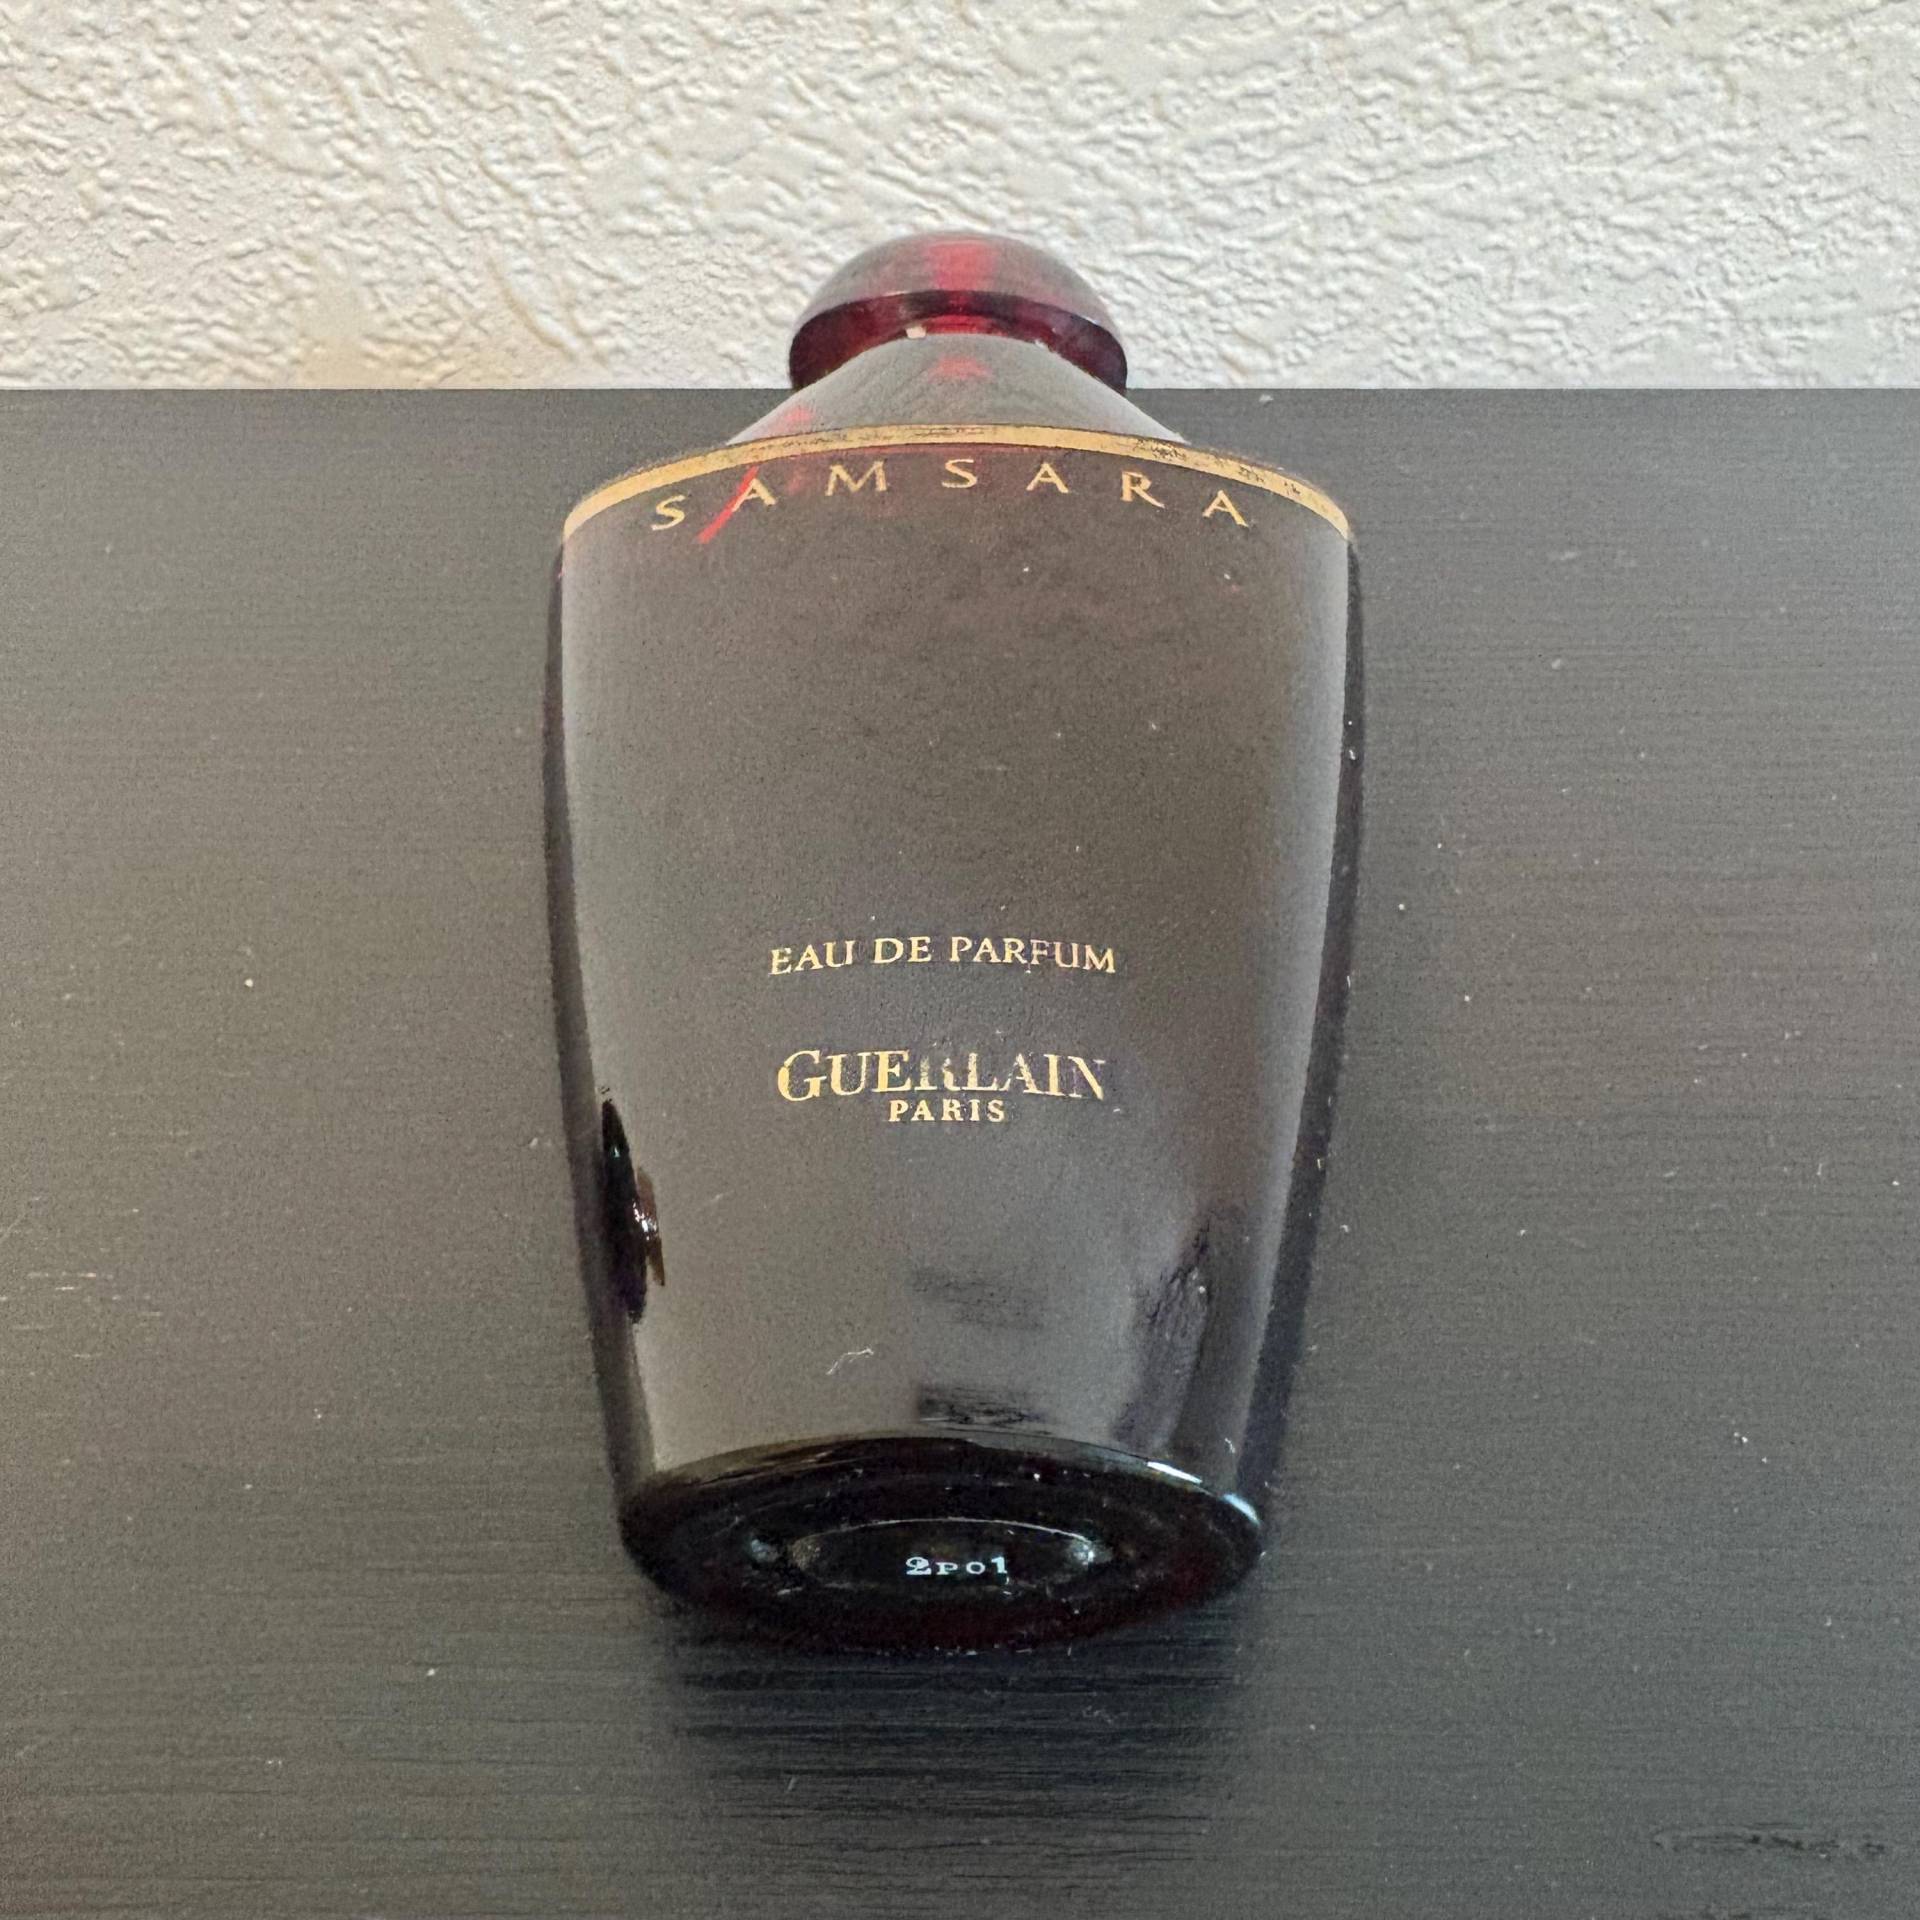 SAMSARA
EAU DE PARFUM
GUERLAIN
PARIS
2P01